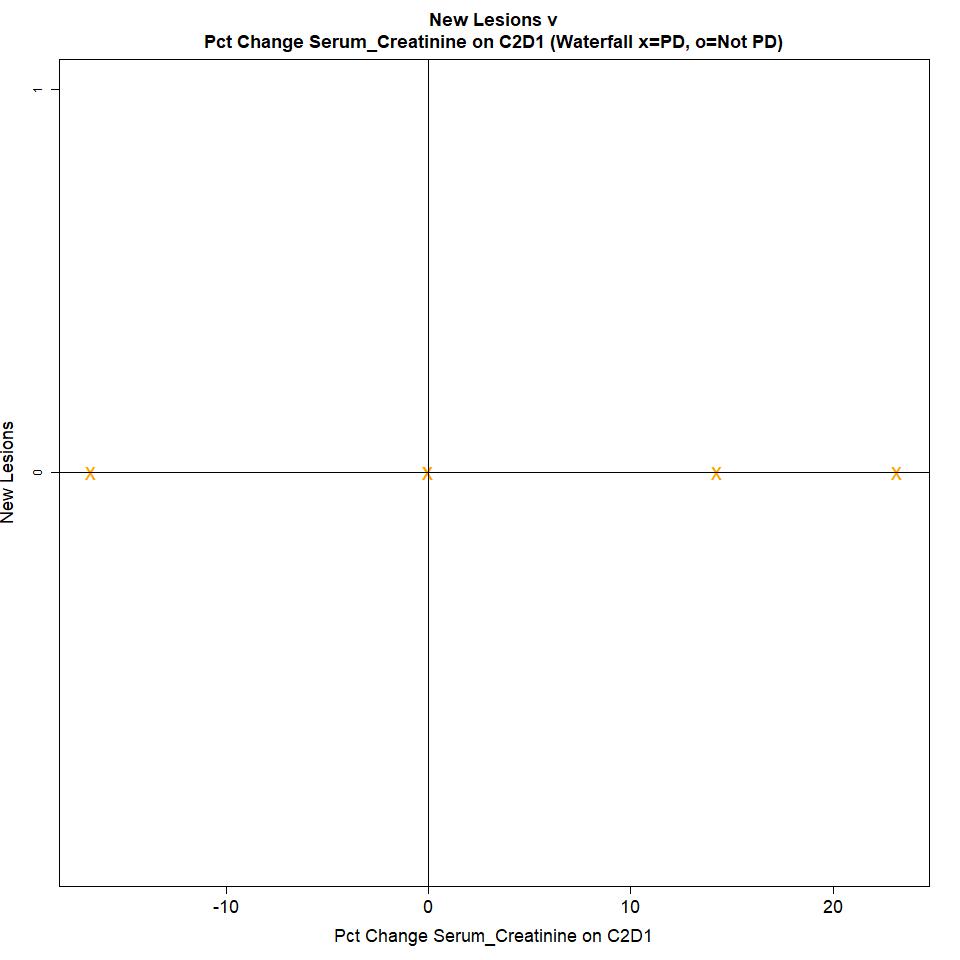 New Lesions v
Pct Change Serum_Creatinine on C2D1 (Waterfall x=PD, o=Not PD)
1
0
New Lesions
x x x x
-10 0 10 20
Pct Change Serum_Creatinine on C2D1